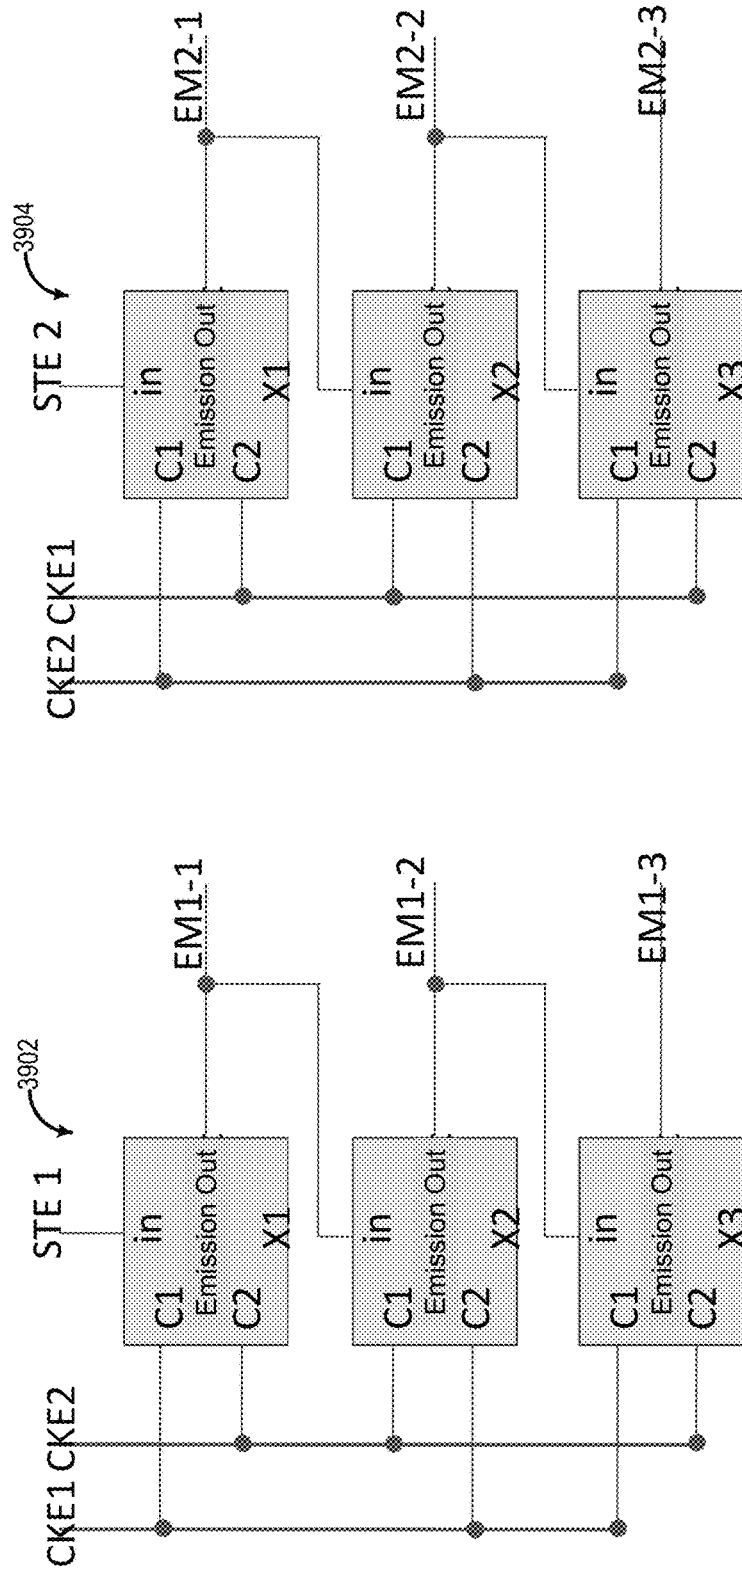 3902
STE 1
CKE1 CKE2
in
C1
Emission Out
C2
X1
EM1-1
in
C1
Emission Out
C2
X2
EM1-2
in
C1
Emission Out
C2
X3
EM1-3
3904
STE 2
CKE2 CKE1
in
C1
Emission Out
C2
X1
EM2-1
in
C1
Emission Out
C2
X2
EM2-2
in
C1
Emission Out
C2
X3
EM2-3